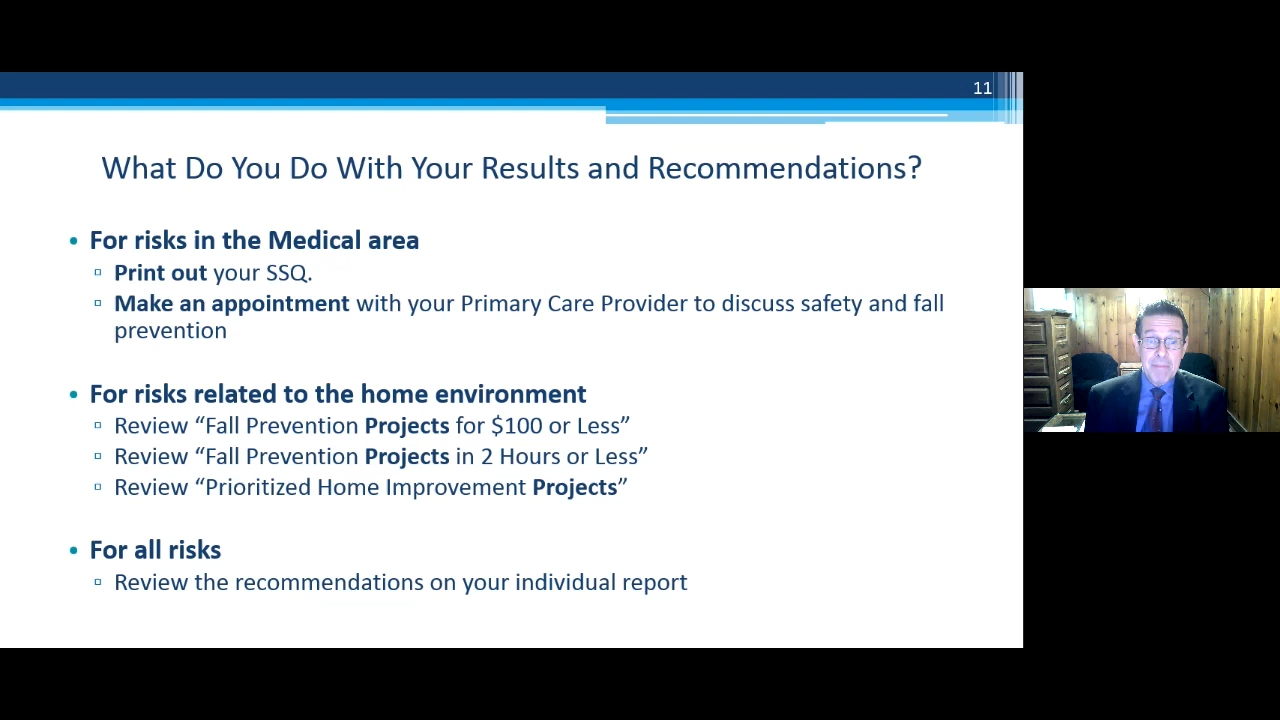 11
What Do You Do With Your Results and Recommendations?
• For risks in the Medical area
▫ Print out your SSQ.
▫ Make an appointment with your Primary Care Provider to discuss safety and fall
prevention
• For risks related to the home environment
▫ Review “Fall Prevention Projects for $100 or Less”
▫ Review “Fall Prevention Projects in 2 Hours or Less”
▫ Review “Prioritized Home Improvement Projects”
• For all risks
▫ Review the recommendations on your individual report